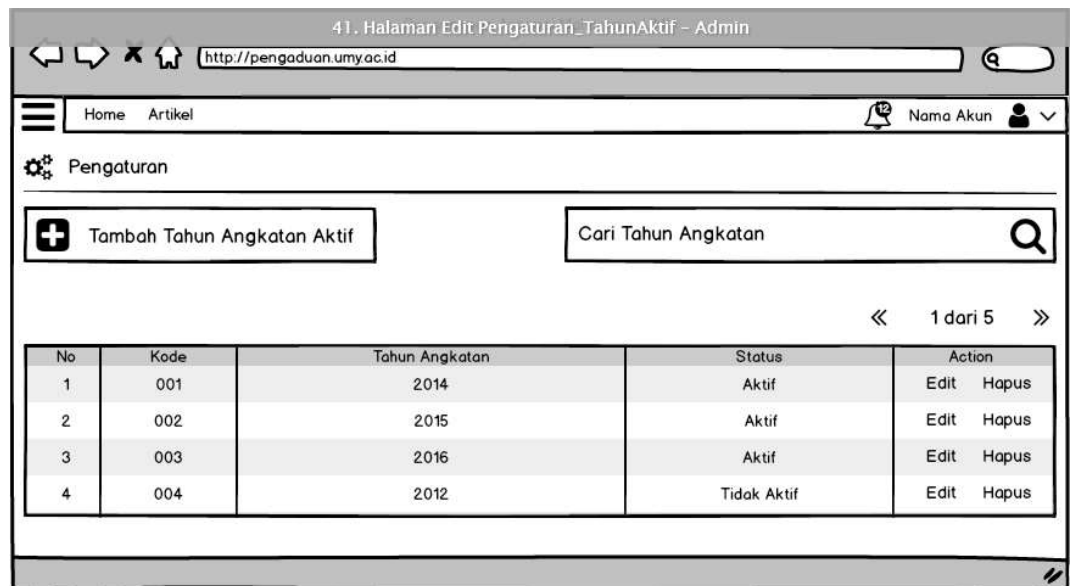 41. Halaman Edit Pengaturan_TahunAktif - Admin
http://pengaduan.umy.ac.id
Home Artikel 12 Nama Akun
Pengaturan
Tambah Tahun Angkatan Aktif Cari Tahun Angkatan
« 1 dari 5 »
No Kode Tahun Angkatan Status Action
1 001 2014 Aktif Edit Hapus
2 002 2015 Aktif Edit Hapus
3 003 2016 Aktif Edit Hapus
4 004 2012 Tidak Aktif Edit Hapus